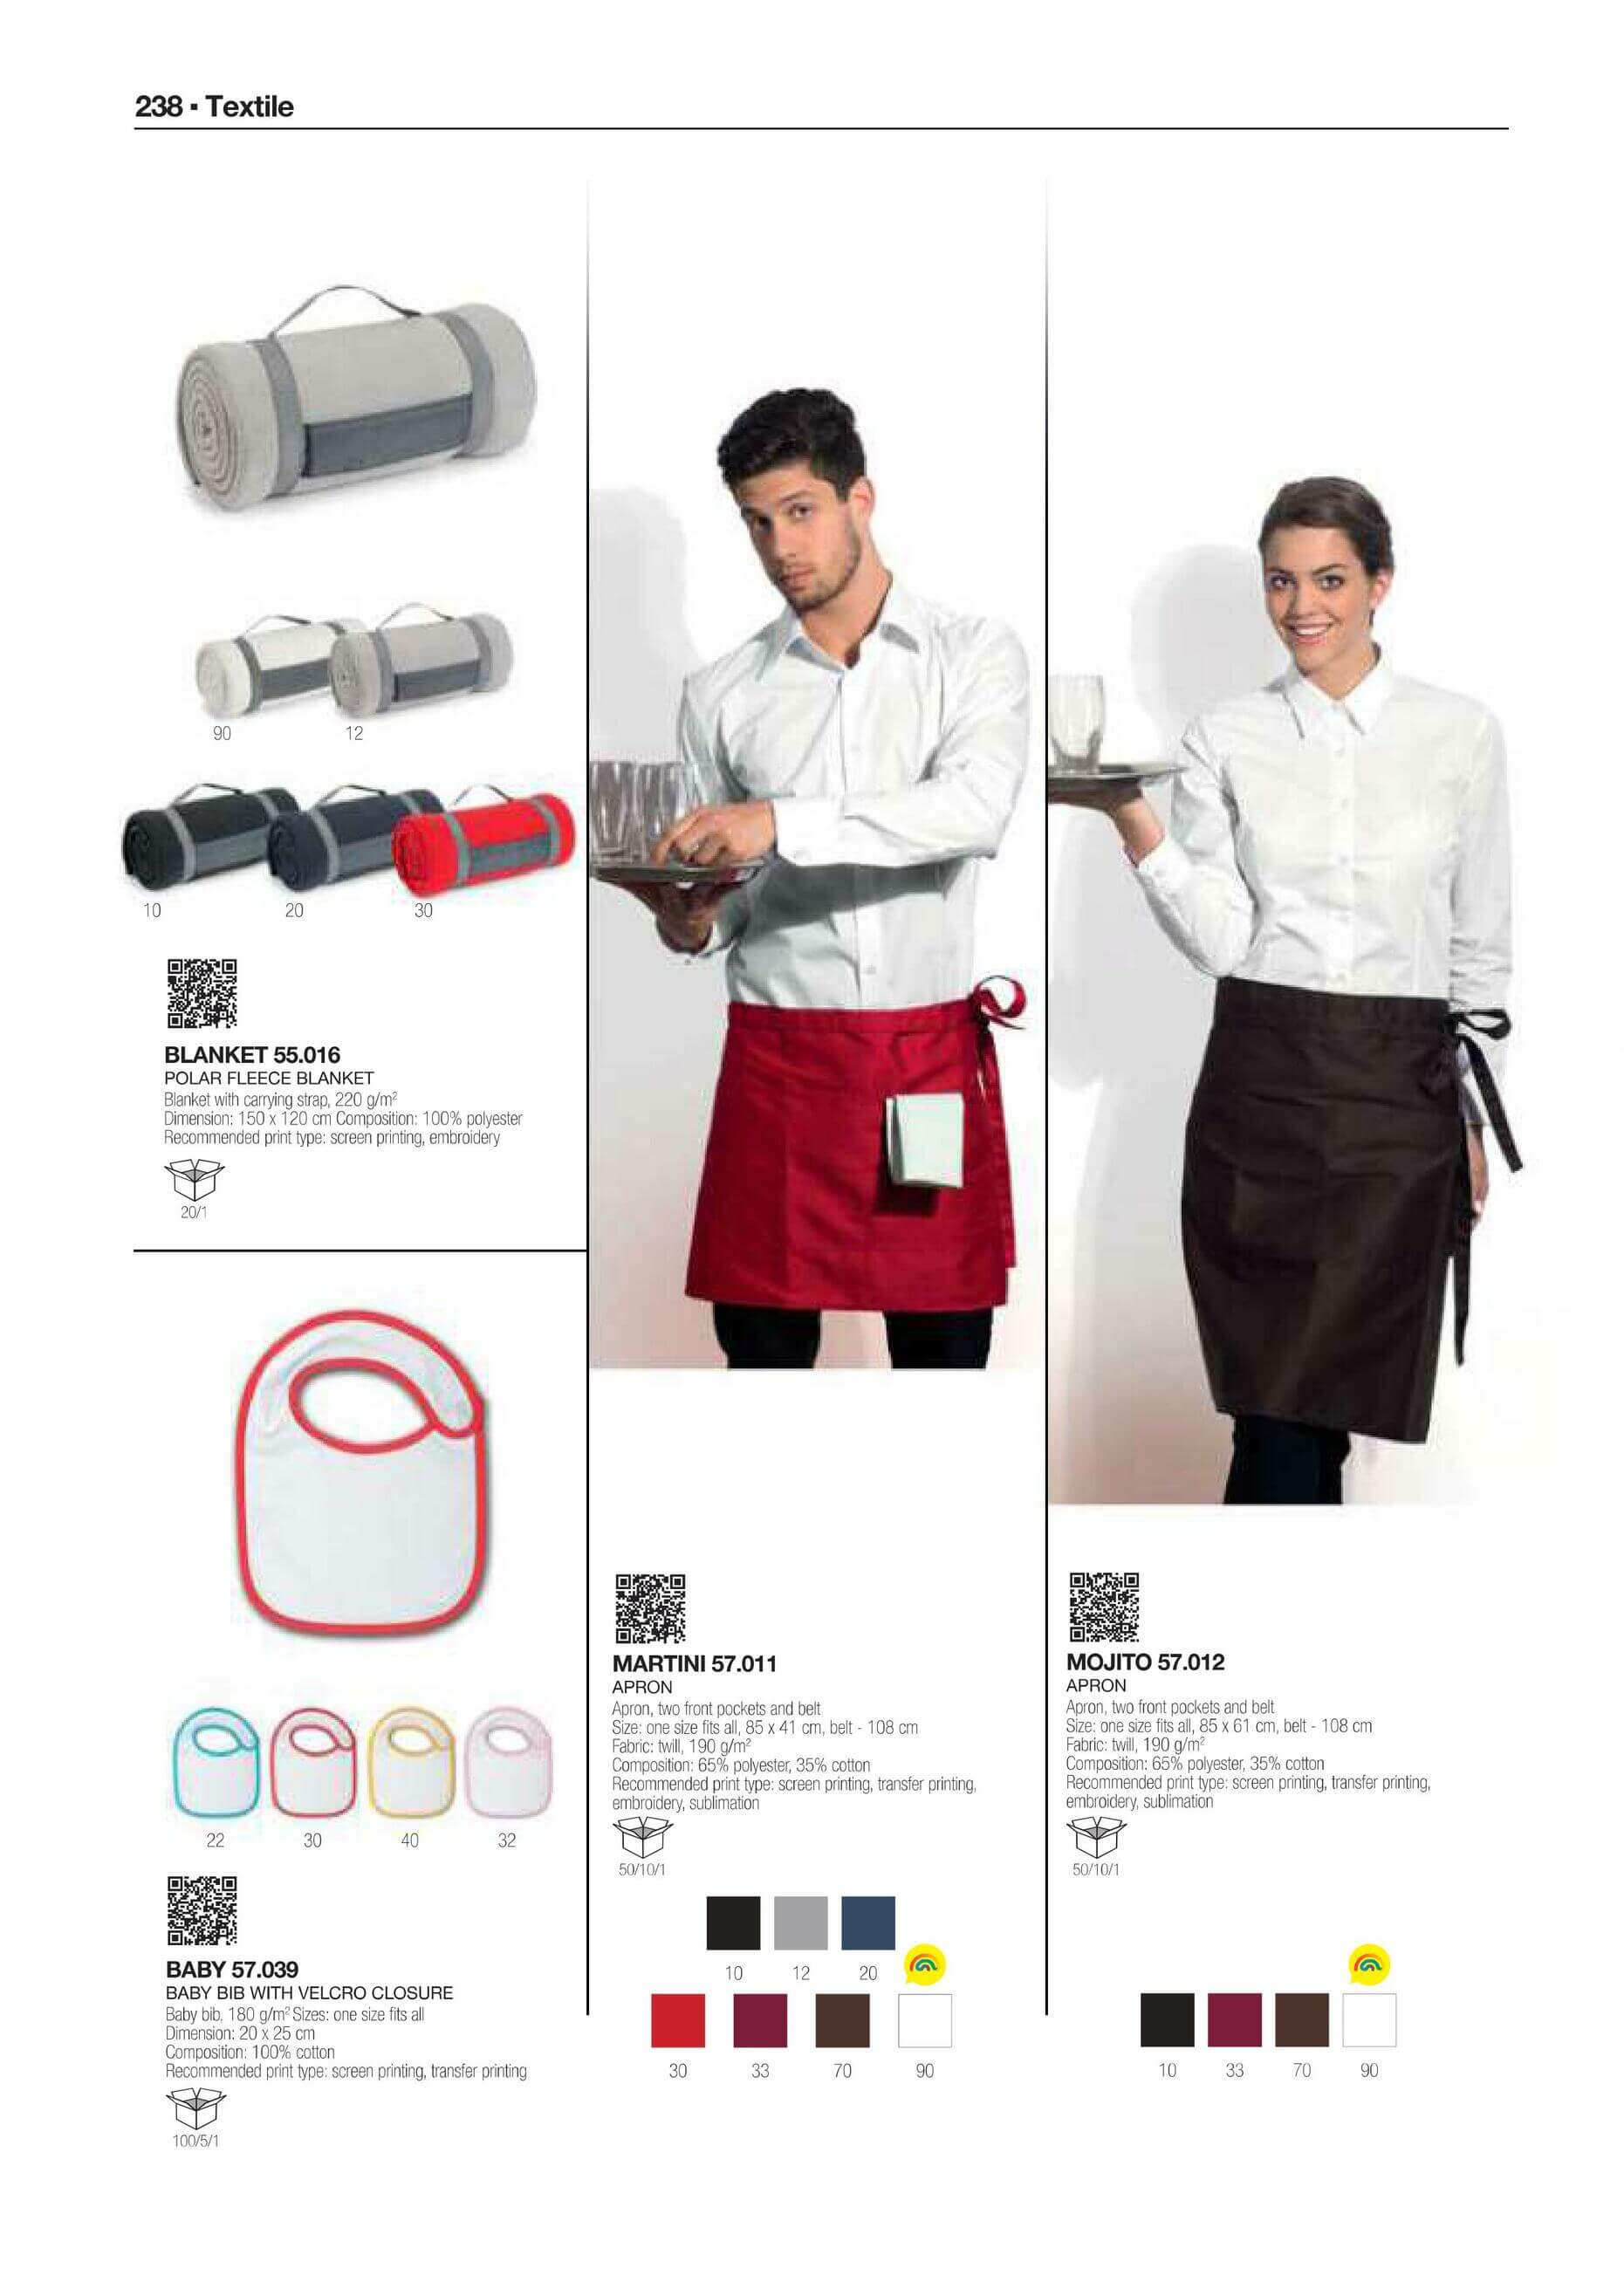 238 ▪ Textile
90
12
10
20
30
BLANKET 55.016
POLAR FLEECE BLANKET
Blanket with carrying strap, 220 g/m²
Dimension: 150 x 120 cm Composition: 100% polyester
Recommended print type: screen printing, embroidery
20/1
22
30
40
32
BABY 57.039
BABY BIB WITH VELCRO CLOSURE
Baby bib, 180 g/m² Sizes: one size fits all
Dimension: 20 x 25 cm
Composition: 100% cotton
Recommended print type: screen printing, transfer printing
100/5/1
MARTINI 57.011
APRON
Apron, two front pockets and belt
Size: one size fits all, 85 x 41 cm, belt - 108 cm
Fabric: twill, 190 g/m²
Composition: 65% polyester, 35% cotton
Recommended print type: screen printing, transfer printing,
embroidery, sublimation
50/10/1
10
12
20
30
33
70
90
MOJITO 57.012
APRON
Apron, two front pockets and belt
Size: one size fits all, 85 x 61 cm, belt - 108 cm
Fabric: twill, 190 g/m²
Composition: 65% polyester, 35% cotton
Recommended print type: screen printing, transfer printing,
embroidery, sublimation
50/10/1
10
33
70
90